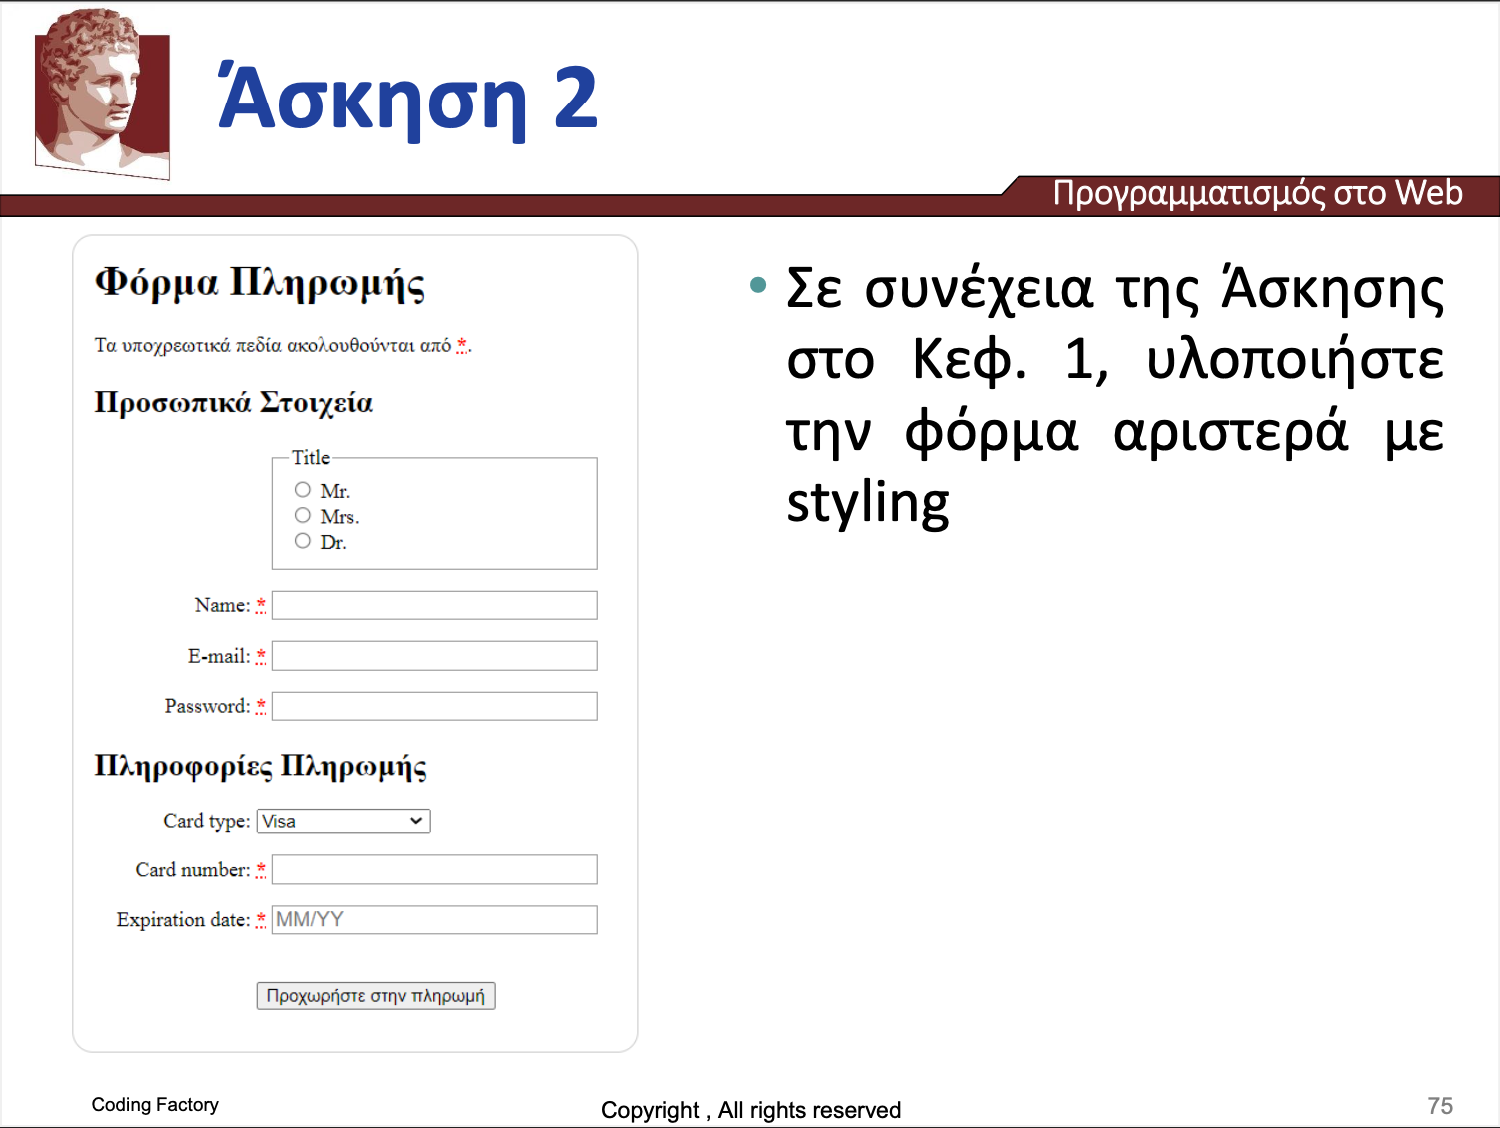 Άσκηση 2
Προγραμματισμός στο Web
Φόρμα Πληρωμής
Τα υποχρεωτικά πεδία ακολουθούνται από *.
Προσωπικά Στοιχεία
Title
Mr.
Mrs.
Dr.
Name: *
E-mail: *
Password: *
Πληροφορίες Πληρωμής
Card type: Visa
Card number: *
Expiration date: * MM/YY
Προχωρήστε στην πληρωμή
• Σε συνέχεια της Άσκησης
στο Κεφ. 1, υλοποιήστε
την φόρμα αριστερά με
styling
Coding Factory
Copyright , All rights reserved
75